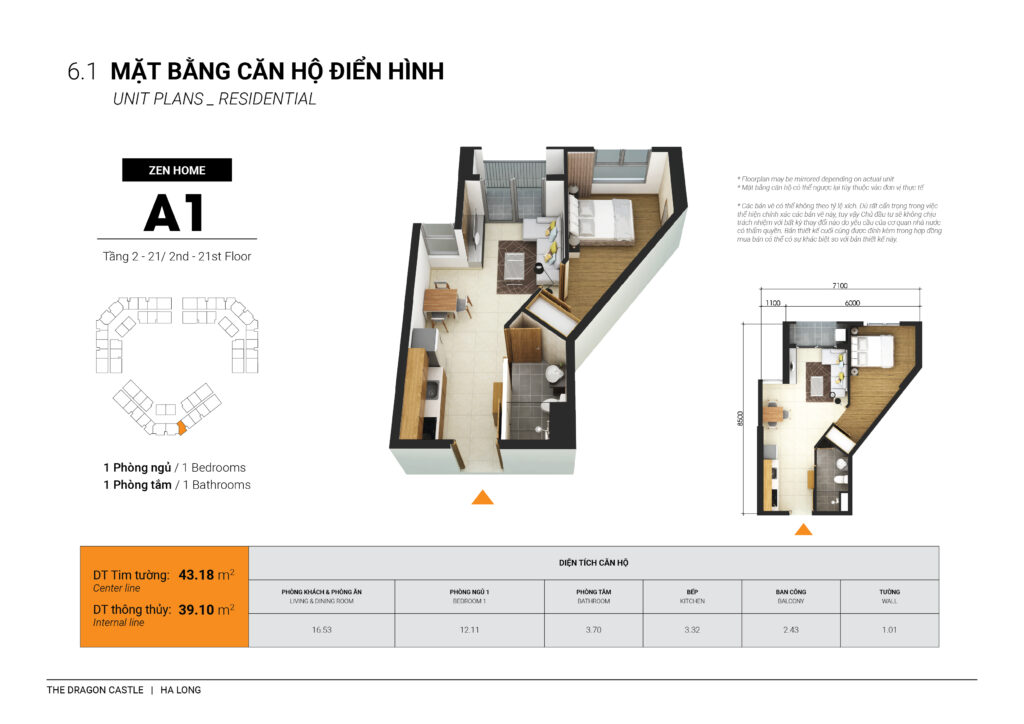 6.1 MẶT BẰNG CĂN HỘ ĐIỂN HÌNH
UNIT PLANS _ RESIDENTIAL
ZEN HOME
A1
Tầng 2 - 21/ 2nd - 21st Floor
1 Phòng ngủ / 1 Bedrooms
1 Phòng tắm / 1 Bathrooms
* Floorplan may be mirrored depending on actual unit
* Mặt bằng căn hộ có thể ngược lại tùy thuộc vào đơn vị thực tế
* Các bản vẽ có thể không theo tỷ lệ xích. Dù rất cẩn trọng trong việc
thể hiện chính xác các bản vẽ này, tuy vậy Chủ đầu tư sẽ không chịu
trách nhiệm với bất kỳ thay đổi nào do yêu cầu của cơ quan nhà nước
có thẩm quyền. Bản thiết kế cuối cùng được đính kèm trong hợp đồng
mua bán có thể có sự khác biệt so với bản thiết kế này.
7100
1100 6000
8500
DT Tim tường: 43.18 m²
Center line
DT thông thủy: 39.10 m²
Internal line
DIỆN TÍCH CĂN HỘ
PHÒNG KHÁCH & PHÒNG ĂN PHÒNG NGỦ 1 PHÒNG TẮM BẾP BAN CÔNG TƯỜNG
LIVING & DINING ROOM BEDROOM 1 BATHROOM KITCHEN BALCONY WALL
16.53 12.11 3.70 3.32 2.43 1.01
THE DRAGON CASTLE | HA LONG